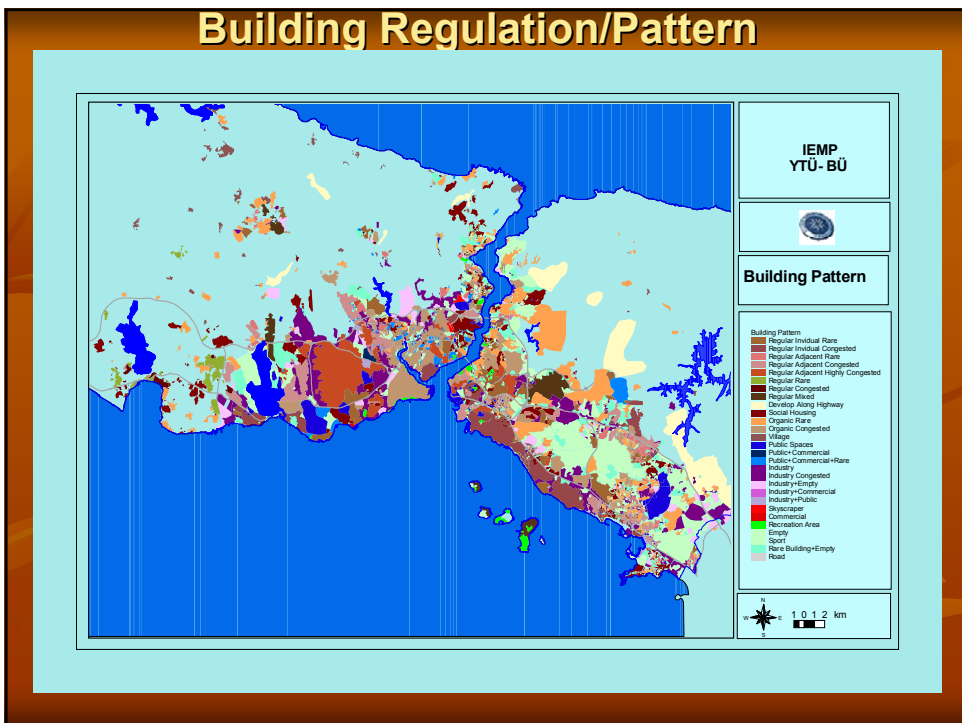 Building Regulation/Pattern
IEMP
YTÜ- BÜ
Building Pattern
Building Pattern
Regular Invidual Rare
Regular Invidual Congested
Regular Adjacent Rare
Regular Adjacent Congested
Regular Adjacent Highly Congested
Regular Rare
Regular Congested
Regular Mixed
Develop Along Highway
Social Housing
Organic Rare
Organic Congested
Village
Public Spaces
Public+Commercial
Public+Commercial+Rare
Industry
Industry Congested
Industry+Empty
Industry+Commercial
Industry+Public
Skyscraper
Commercial
Recreation Area
Empty
Sport
Rare Building+Empty
Road
N
W E
S
1 0 1 2 km